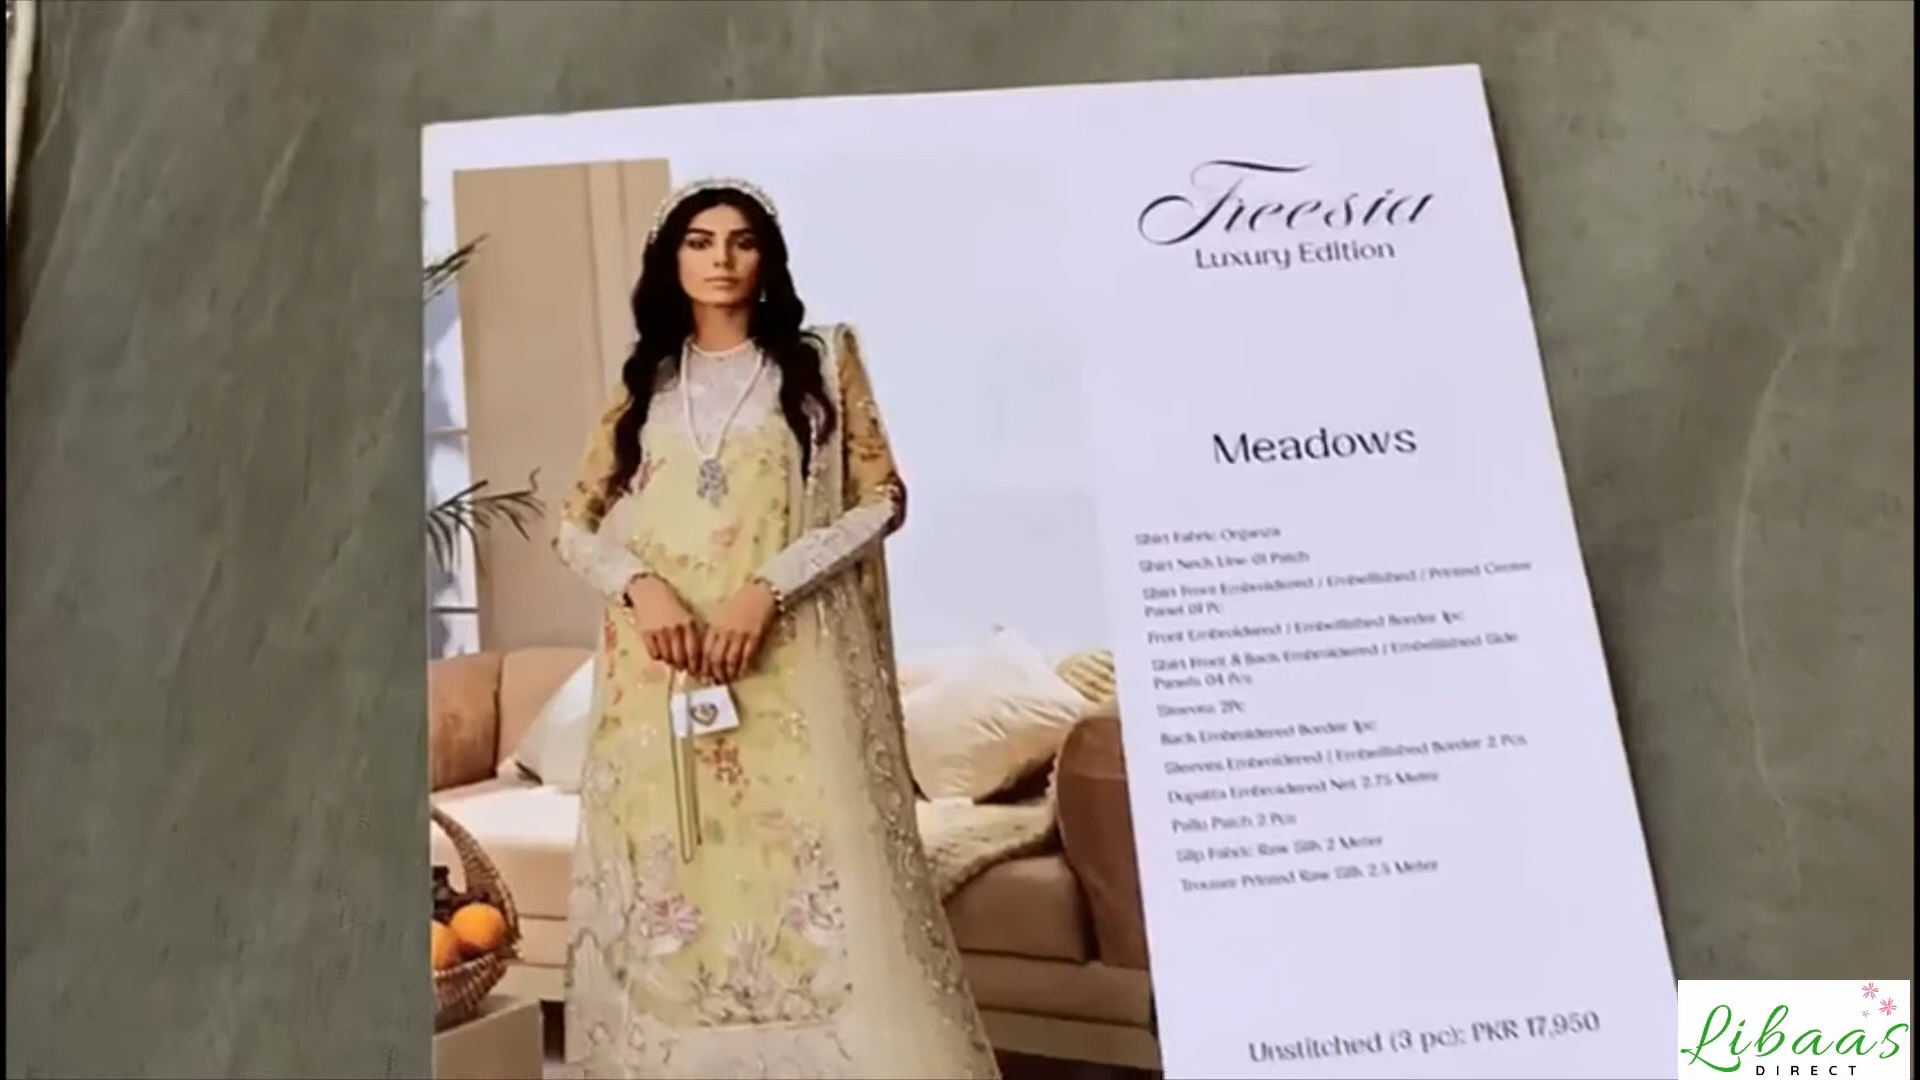 Freesia
Luxury Edition
Meadows
Shirt Fabric Organza
Shirt Neck Line 01 Patch
Shirt Front Embroidered / Embellished / Printed Center
Panel 01 Pc
Front Embroidered / Embellished Border 1pc
Shirt Front & Back Embroidered / Embellished Side
Panels 04 Pcs
Sleeves 2Pc
Back Embroidered Border 1pc
Sleeves Embroidered / Embellished Border 2 Pcs
Dupatta Embroidered Net 2.75 Meter
Pallu Patch 2 Pcs
Slip Fabric Raw Silk 2 Meter
Trouser Printed Raw Silk 2.5 Meter
Unstitched (3 pc): PKR 17,950
Libaas
DIRECT